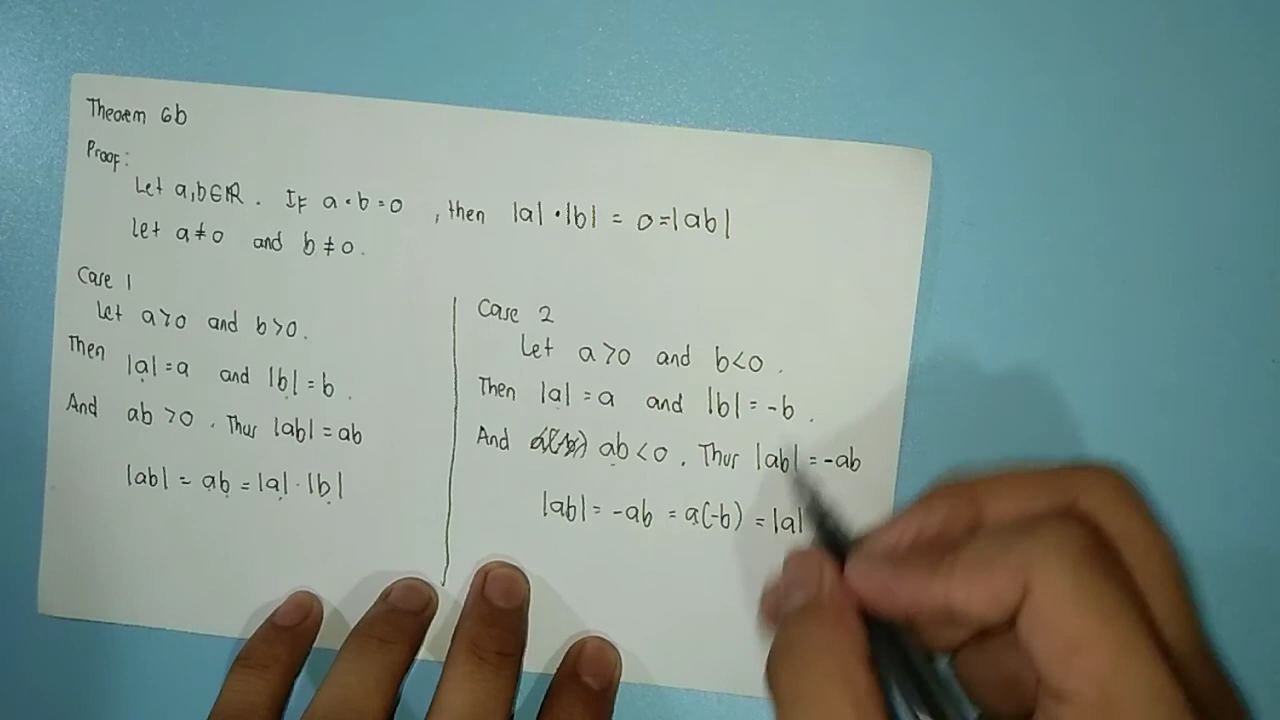 Theorem 6b
Proof:
Let a,b∈ℝ. If a·b=0, then |a|·|b| = 0=|ab|
Let a≠0 and b≠0.
Case 1
Let a>0 and b>0.
Then |a|=a and |b|=b.
And ab>0. Thus |ab|=ab
|ab| = ab = |a|·|b|
Case 2
Let a>0 and b<0.
Then |a|=a and |b|=-b.
And ab<0. Thus |ab|=-ab
|ab|= -ab = a(-b) = |a|